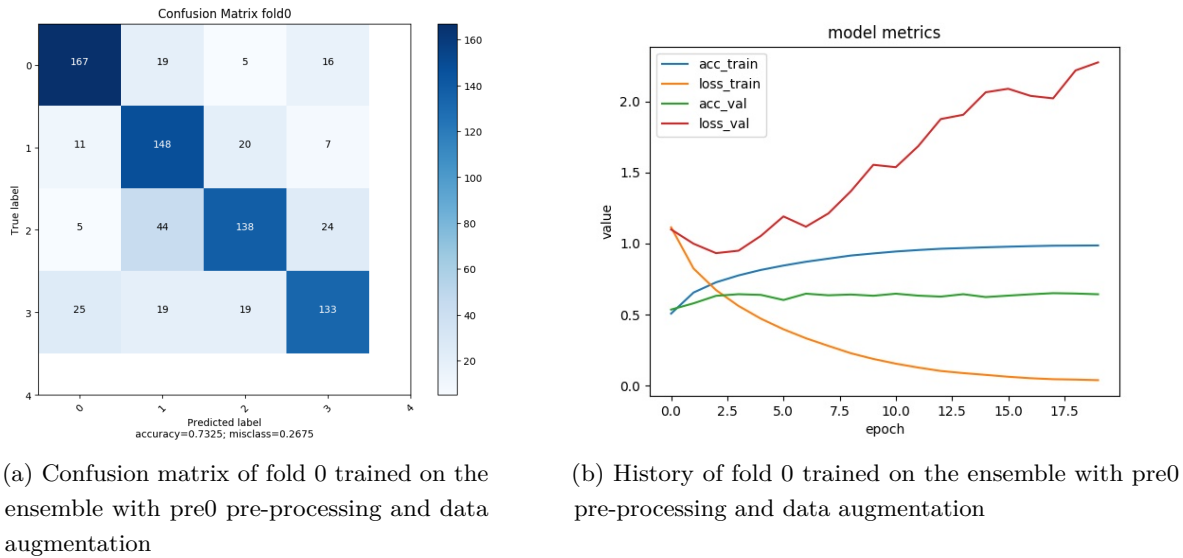 Confusion Matrix fold0
0
1
2
3
4
True label
167 19 5 16
11 148 20 7
5 44 138 24
25 19 19 133
0 1 2 3 4
Predicted label
accuracy=0.7325; misclass=0.2675
160
140
120
100
80
60
40
20
model metrics
acc_train
loss_train
acc_val
loss_val
2.0
1.5
1.0
0.5
0.0
value
0.0 2.5 5.0 7.5 10.0 12.5 15.0 17.5
epoch
(a) Confusion matrix of fold 0 trained on the
ensemble with pre0 pre-processing and data
augmentation
(b) History of fold 0 trained on the ensemble with pre0
pre-processing and data augmentation